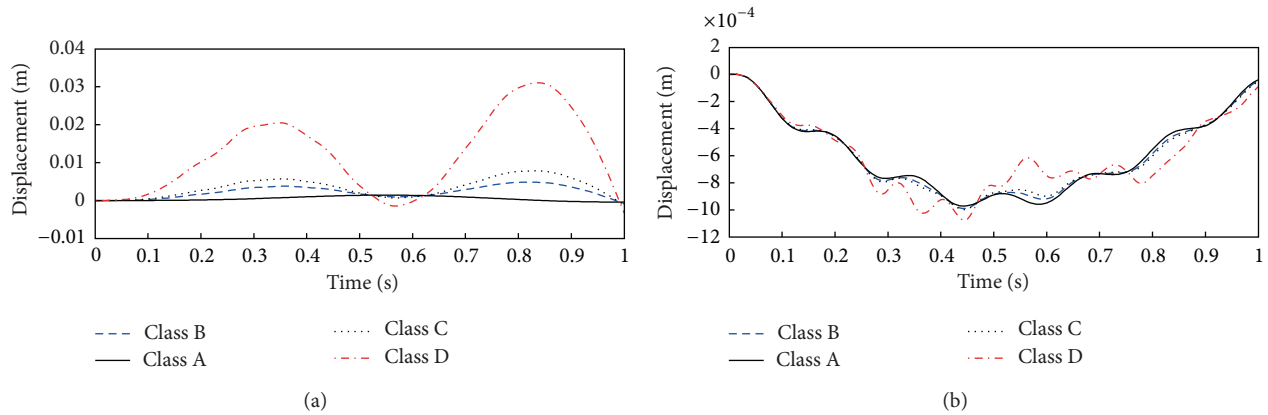 0.04
0.03
0.02
0.01
0
−0.01
Displacement (m)
0 0.1 0.2 0.3 0.4 0.5 0.6 0.7 0.8 0.9 1
Time (s)
Class B
Class A
Class C
Class D
(a)
×10−4
2
0
−2
−4
−6
−8
−10
−12
Displacement (m)
0 0.1 0.2 0.3 0.4 0.5 0.6 0.7 0.8 0.9 1
Time (s)
Class B
Class A
Class C
Class D
(b)